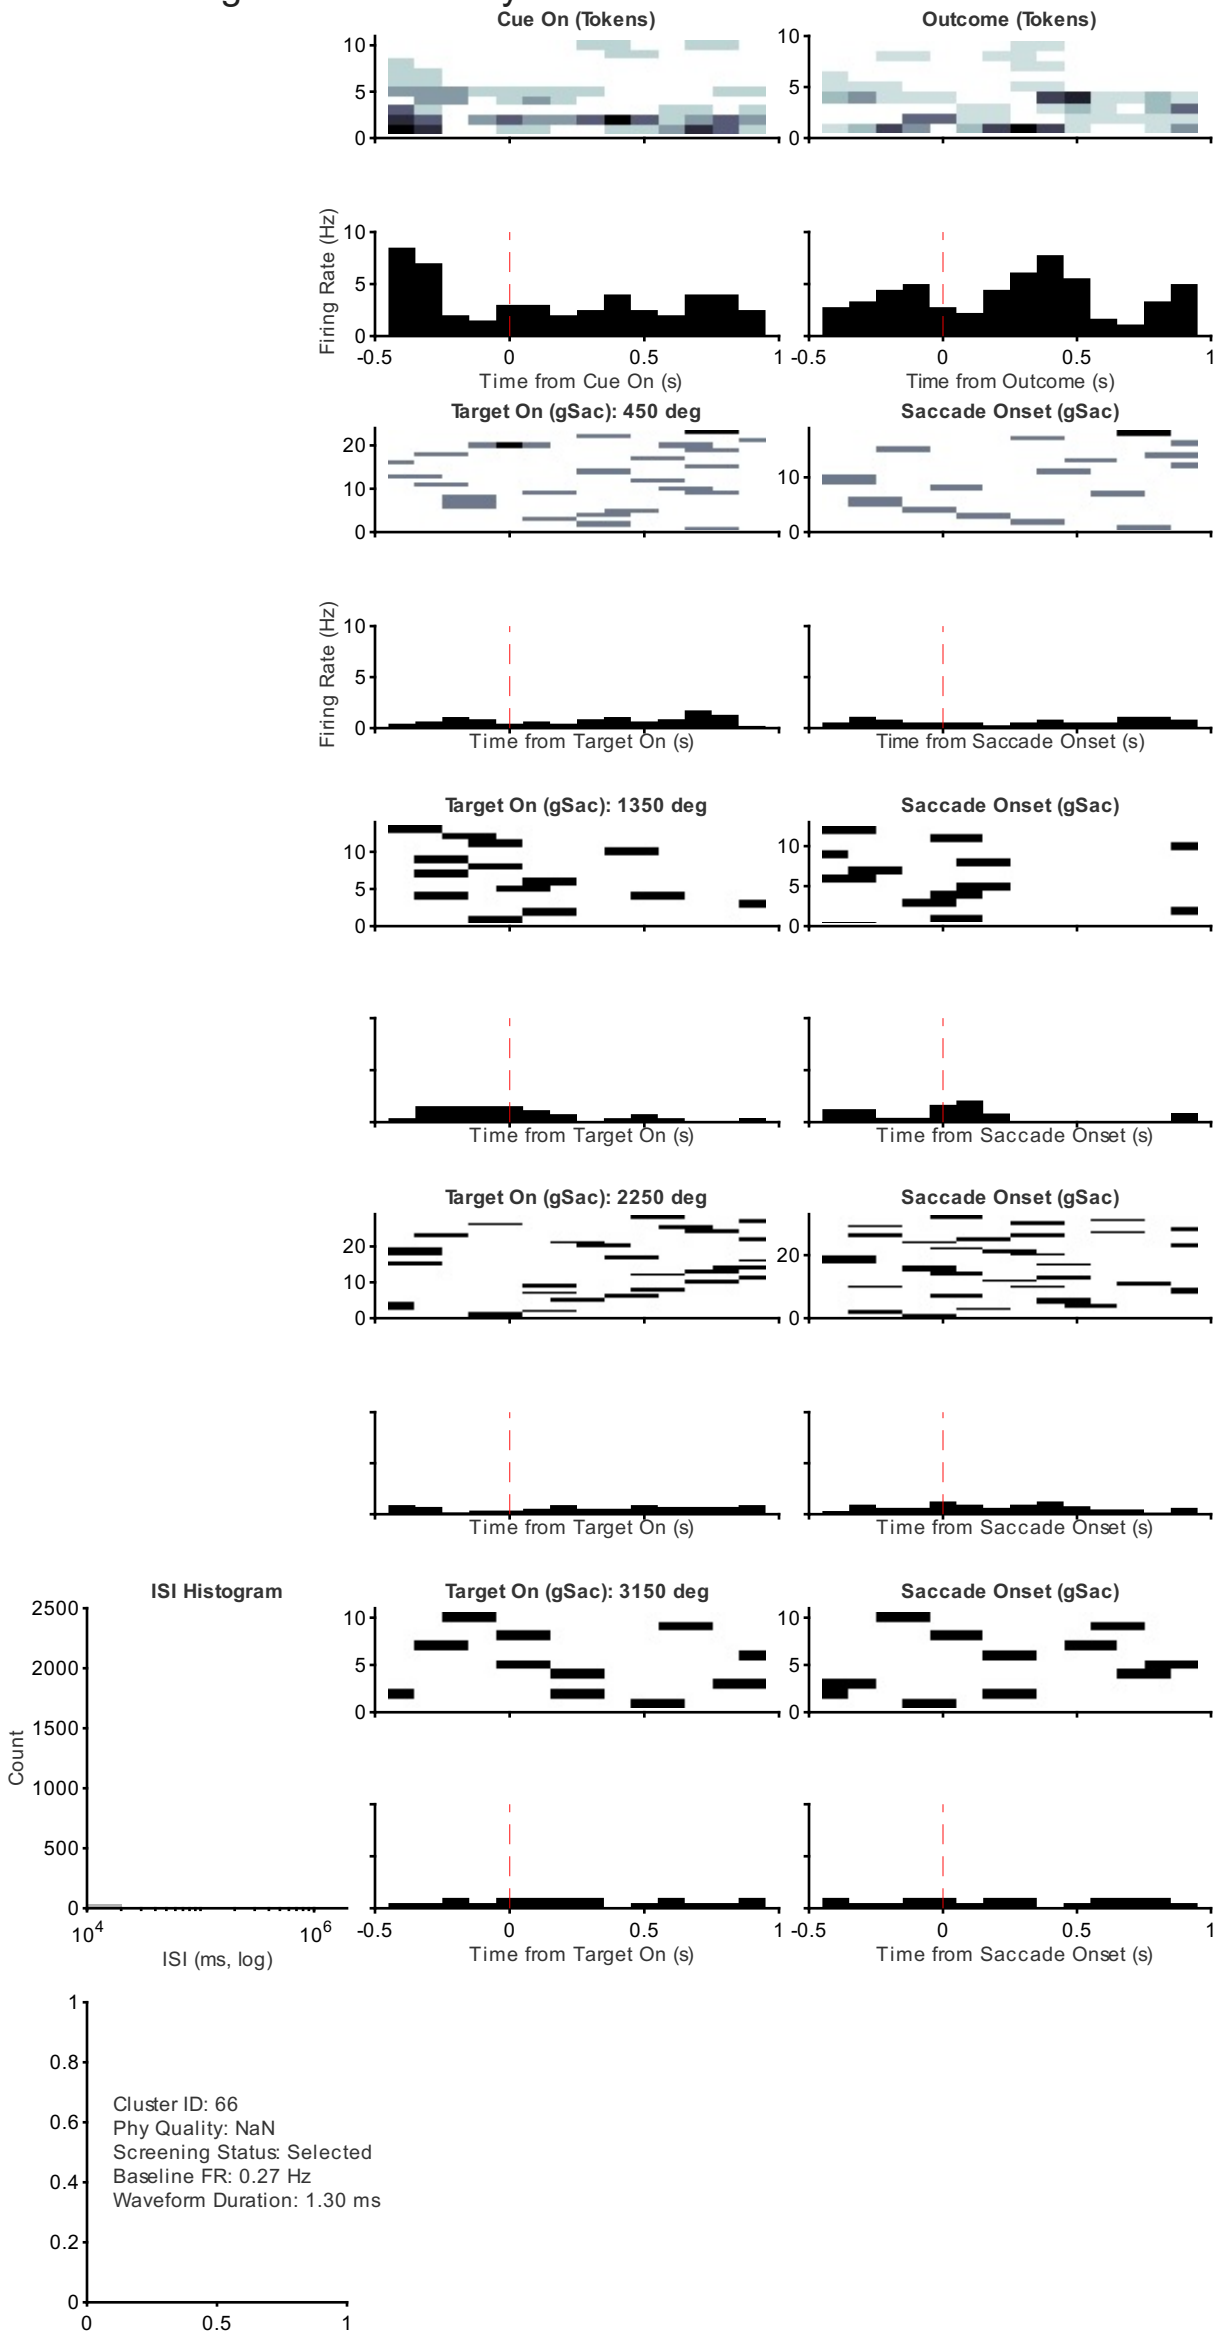 Cue On (Tokens)
Outcome (Tokens)
10
5
0
10
5
0
Firing Rate (Hz)
10
5
0
-0.5
0
0.5
1
-0.5
0
0.5
1
Time from Cue On (s)
Time from Outcome (s)
Target On (gSac): 450 deg
Saccade Onset (gSac)
20
10
0
10
0
Firing Rate (Hz)
10
5
0
Time from Target On (s)
Time from Saccade Onset (s)
Target On (gSac): 1350 deg
Saccade Onset (gSac)
10
5
0
10
5
0
Time from Target On (s)
Time from Saccade Onset (s)
Target On (gSac): 2250 deg
Saccade Onset (gSac)
20
10
0
20
0
Time from Target On (s)
Time from Saccade Onset (s)
ISI Histogram
Target On (gSac): 3150 deg
Saccade Onset (gSac)
2500
2000
1500
1000
500
0
Count
10^4
10^6
ISI (ms, log)
10
5
0
10
5
0
-0.5
0
0.5
1
-0.5
0
0.5
1
Time from Target On (s)
Time from Saccade Onset (s)
1
0.8
0.6
0.4
0.2
0
Cluster ID: 66
Phy Quality: NaN
Screening Status: Selected
Baseline FR: 0.27 Hz
Waveform Duration: 1.30 ms
0
0.5
1